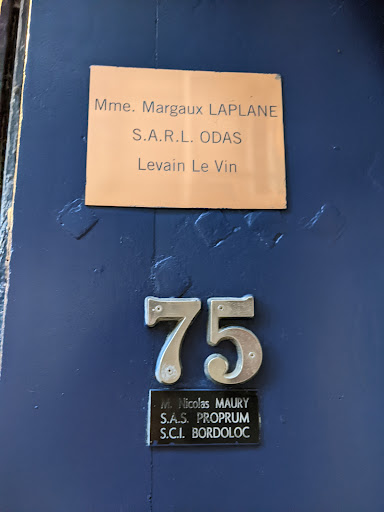 Mme. Margaux LAPLANE
S.A.R.L. ODAS
Levain Le Vin
75
M. Nicolas MAURY
S.A.S. PROPRUM
S.C.I. BORDOLOC